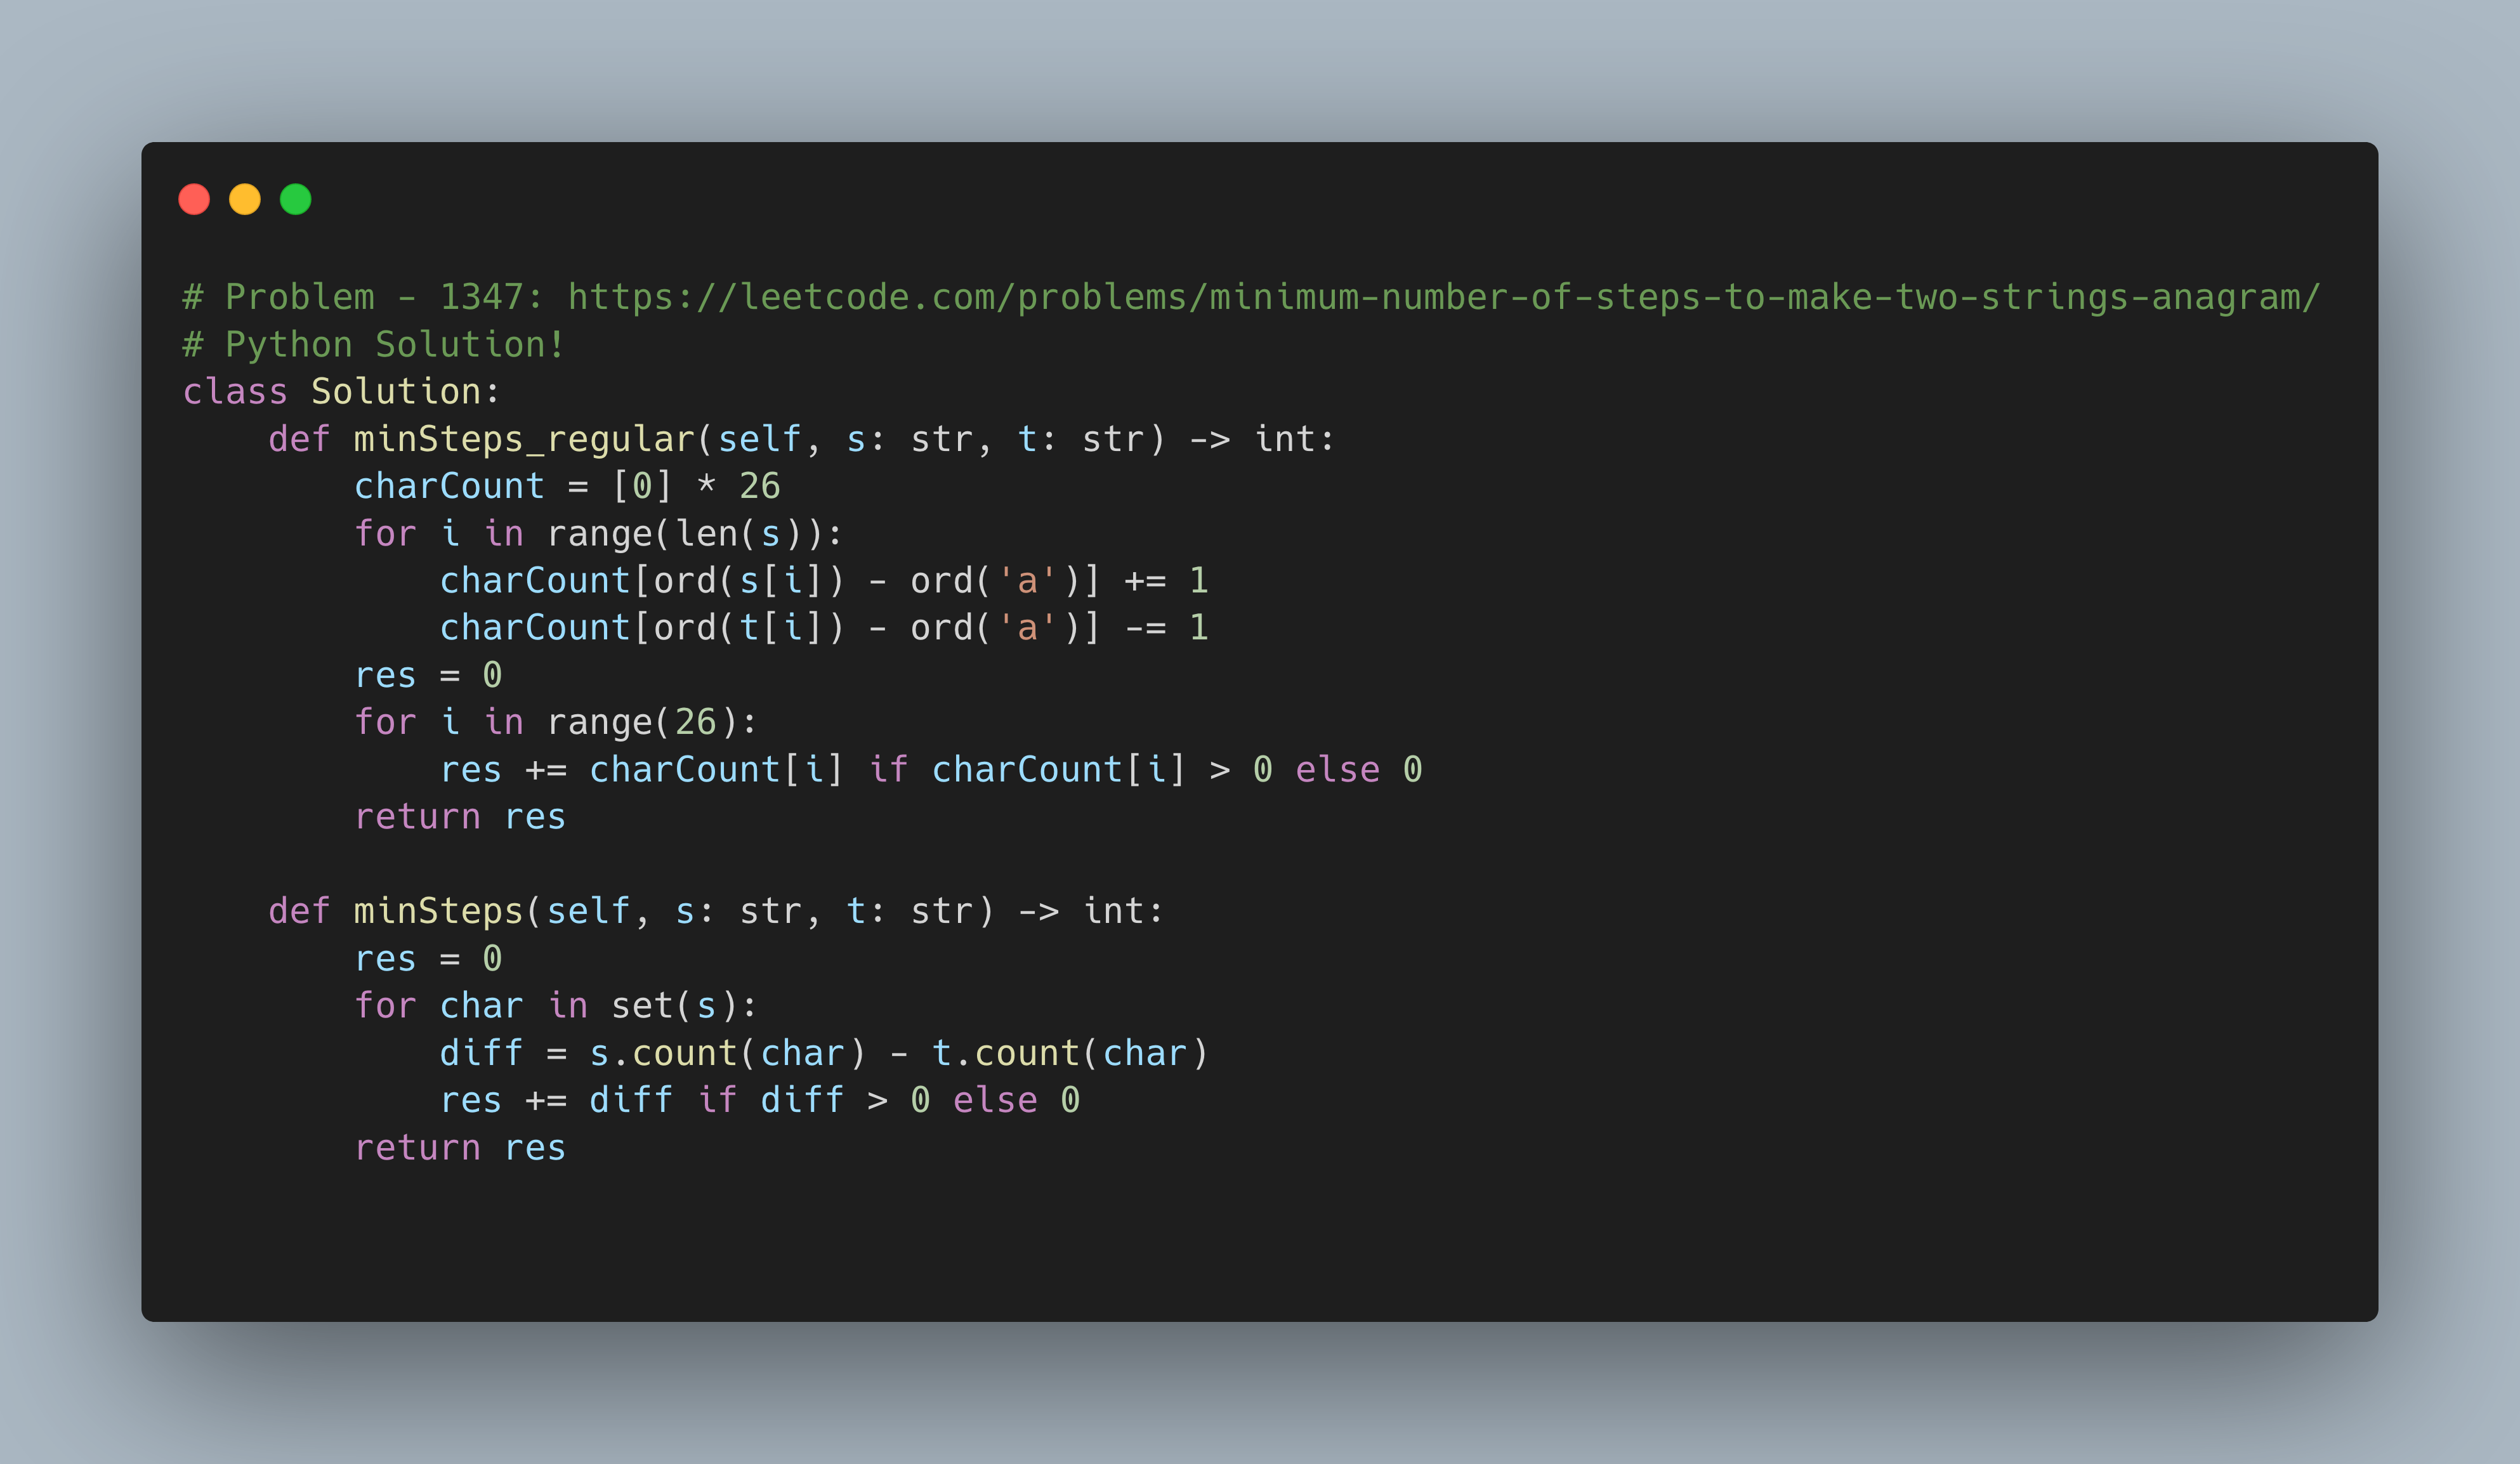 # Problem - 1347: https://leetcode.com/problems/minimum-number-of-steps-to-make-two-strings-anagram/
# Python Solution!
class Solution:
    def minSteps_regular(self, s: str, t: str) -> int:
        charCount = [0] * 26
        for i in range(len(s)):
            charCount[ord(s[i]) - ord('a')] += 1
            charCount[ord(t[i]) - ord('a')] -= 1
        res = 0
        for i in range(26):
            res += charCount[i] if charCount[i] > 0 else 0
        return res

    def minSteps(self, s: str, t: str) -> int:
        res = 0
        for char in set(s):
            diff = s.count(char) - t.count(char)
            res += diff if diff > 0 else 0
        return res